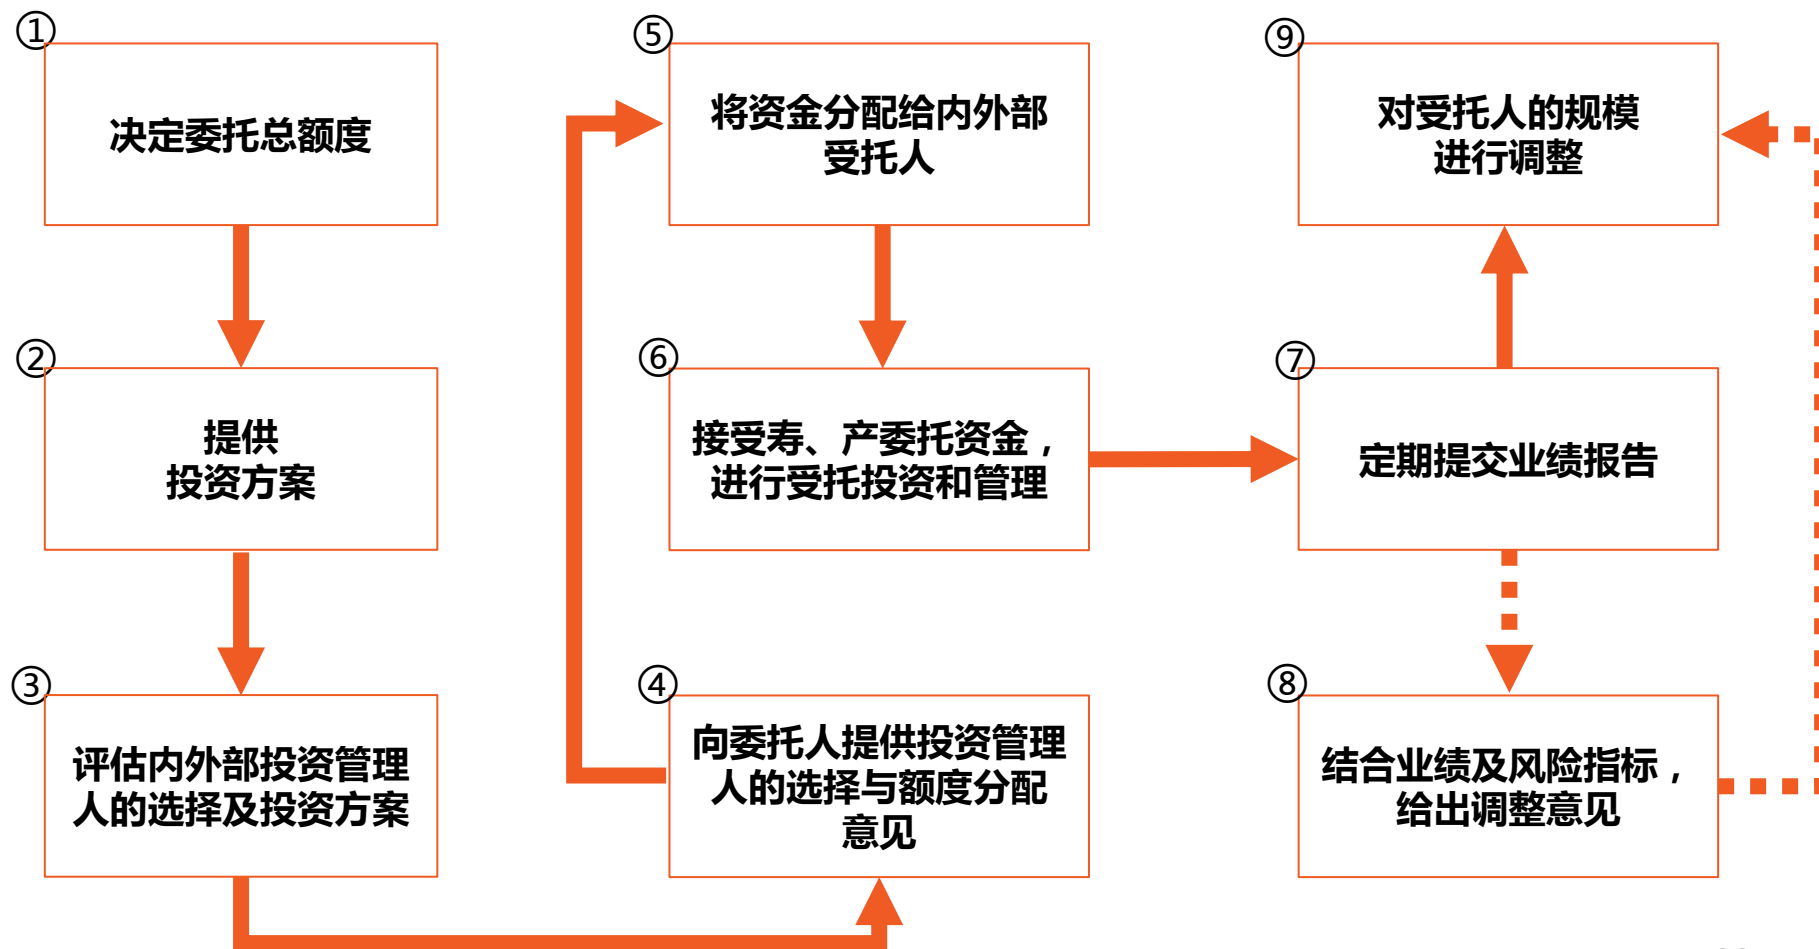 ①
决定委托总额度
②
提供
投资方案
③
评估内外部投资管理
人的选择及投资方案
④
向委托人提供投资管理
人的选择与额度分配
意见
⑤
将资金分配给内外部
受托人
⑥
接受寿、产委托资金，
进行受托投资和管理
⑦
定期提交业绩报告
⑧
结合业绩及风险指标，
给出调整意见
⑨
对受托人的规模
进行调整